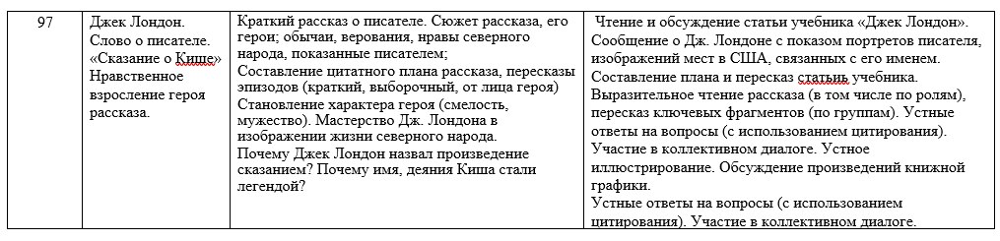 97
Джек Лондон.
Слово о писателе.
«Сказание о Кише»
Нравственное
взросление героя
рассказа.
Краткий рассказ о писателе. Сюжет рассказа, его
герои; обычаи, верования, нравы северного
народа, показанные писателем;
Составление цитатного плана рассказа, пересказы
эпизодов (краткий, выборочный, от лица героя)
Становление характера героя (смелость,
мужество). Мастерство Дж. Лондона в
изображении жизни северного народа.
Почему Джек Лондон назвал произведение
сказанием? Почему имя, деяния Киша стали
легендой?
Чтение и обсуждение статьи учебника «Джек Лондон».
Сообщение о Дж. Лондоне с показом портретов писателя,
изображений мест в США, связанных с его именем.
Составление плана и пересказ статьиь учебника.
Выразительное чтение рассказа (в том числе по ролям),
пересказ ключевых фрагментов (по группам). Устные
ответы на вопросы (с использованием цитирования).
Участие в коллективном диалоге. Устное
иллюстрирование. Обсуждение произведений книжной
графики.
Устные ответы на вопросы (с использованием
цитирования). Участие в коллективном диалоге.